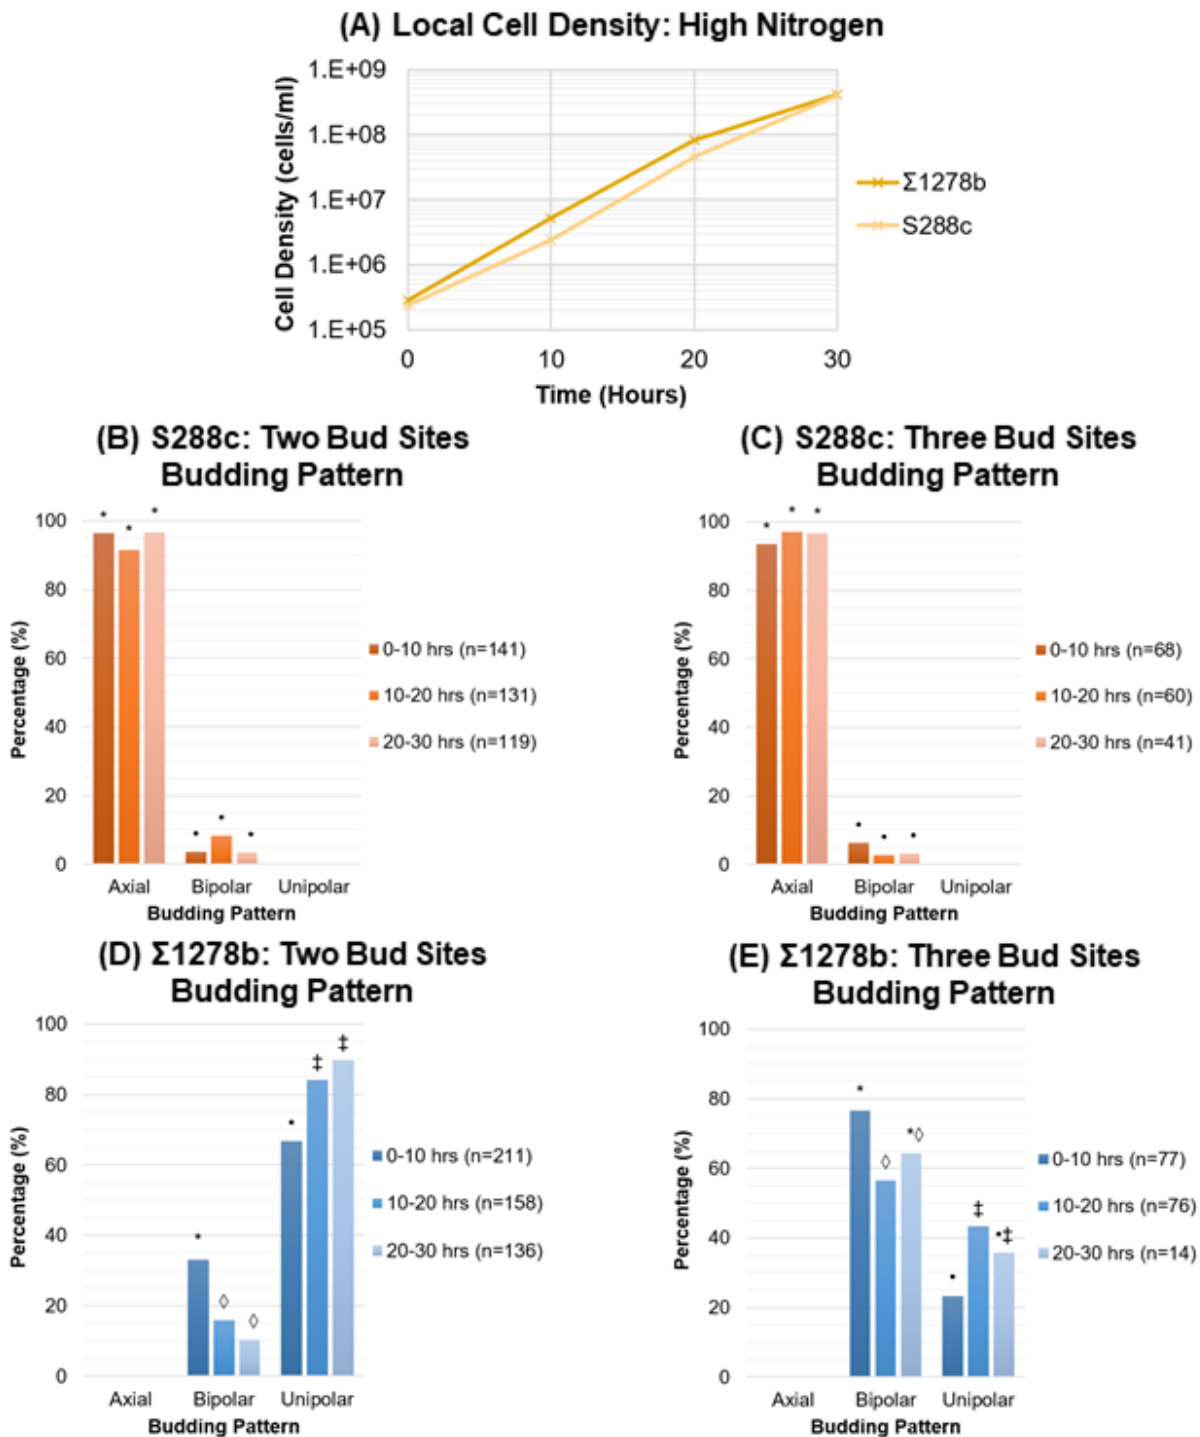 (A) Local Cell Density: High Nitrogen
Cell Density (cells/ml)
1.E+09
1.E+08
1.E+07
1.E+06
1.E+05
0 10 20 30
Time (Hours)
Σ1278b
S288c
(B) S288c: Two Bud Sites
Budding Pattern
Percentage (%)
100
80
60
40
20
0
* * *
* * *
Axial Bipolar Unipolar
Budding Pattern
0-10 hrs (n=141)
10-20 hrs (n=131)
20-30 hrs (n=119)
(C) S288c: Three Bud Sites
Budding Pattern
Percentage (%)
100
80
60
40
20
0
* * *
* * *
Axial Bipolar Unipolar
Budding Pattern
0-10 hrs (n=68)
10-20 hrs (n=60)
20-30 hrs (n=41)
(D) Σ1278b: Two Bud Sites
Budding Pattern
Percentage (%)
100
80
60
40
20
0
* ◊ ◊
* ‡ ‡
Axial Bipolar Unipolar
Budding Pattern
0-10 hrs (n=211)
10-20 hrs (n=158)
20-30 hrs (n=136)
(E) Σ1278b: Three Bud Sites
Budding Pattern
Percentage (%)
100
80
60
40
20
0
* ◊ *◊
* ‡ *‡
Axial Bipolar Unipolar
Budding Pattern
0-10 hrs (n=77)
10-20 hrs (n=76)
20-30 hrs (n=14)